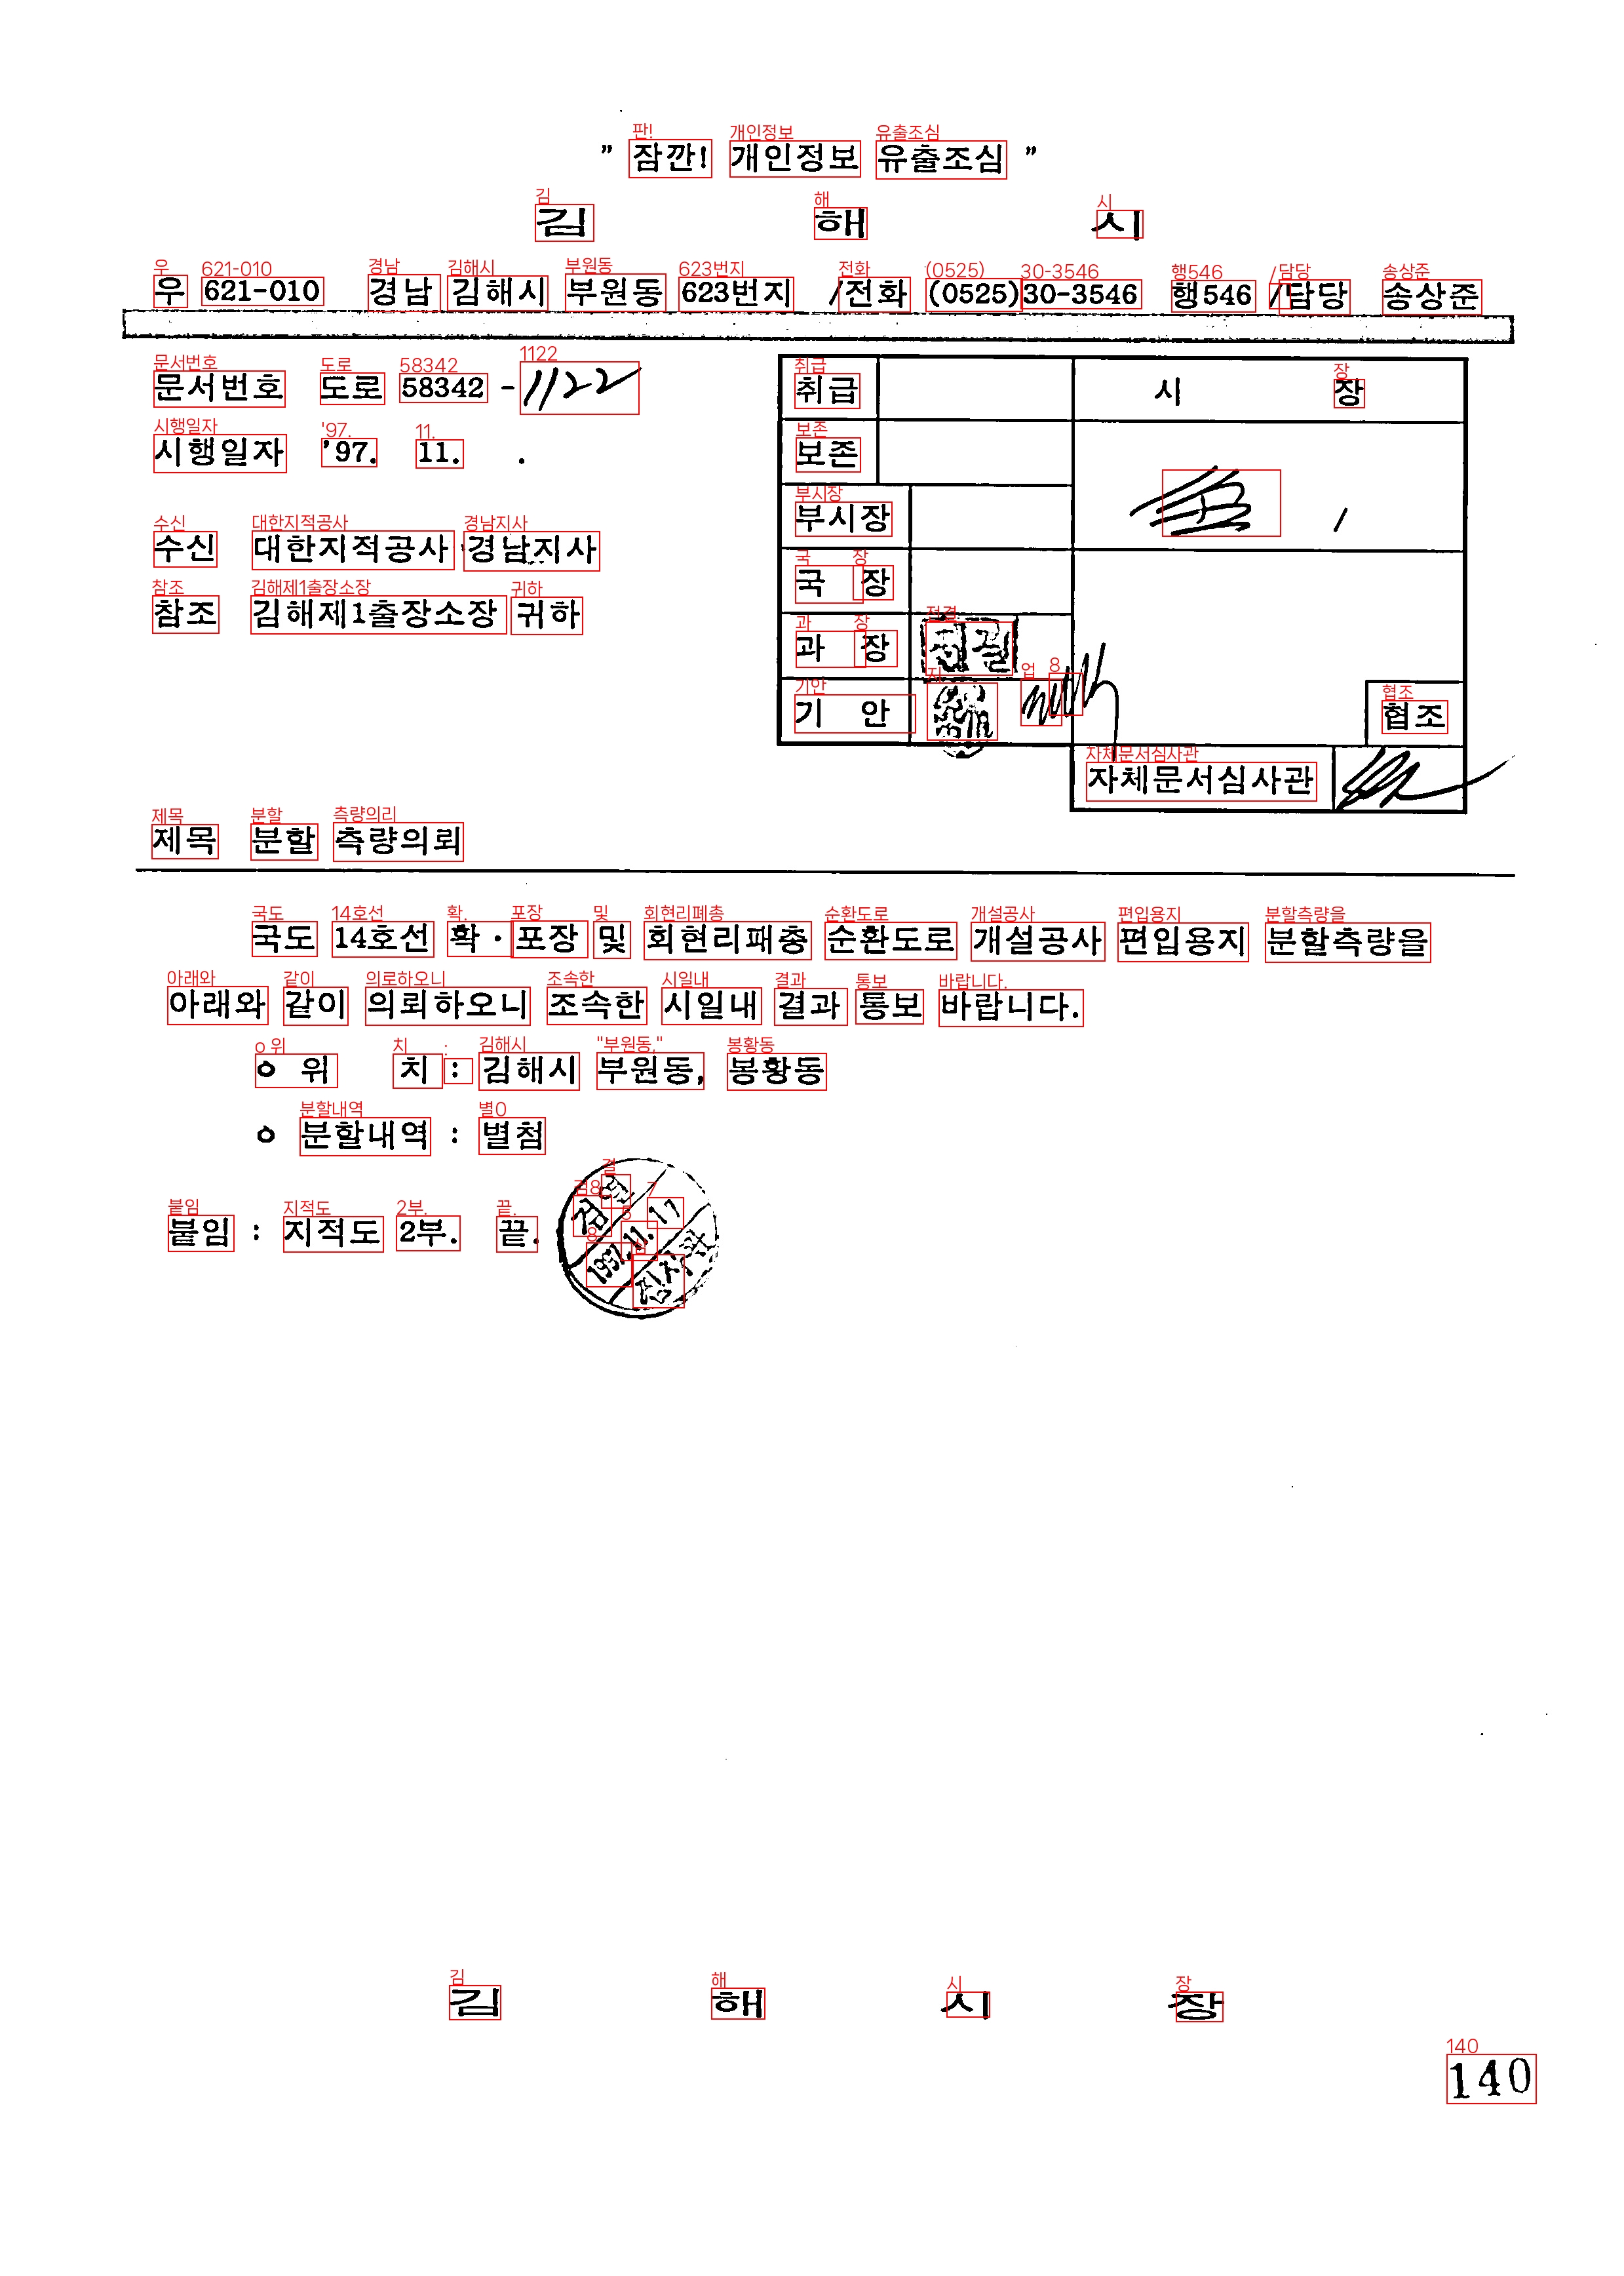 " 잠깐! 개인정보 유출조심 "
김 해 시
우 621-010 경남 김해시 부원동 623번지 /전화 (0525)30-3546 행546 /담당 송상준
문서번호 도로 58342 - 1122
시행일자 '97. 11. .
수신 대한지적공사 경남지사
참조 김해제1출장소장 귀하
취급
시 장
보존
부시장
국 장
과 장 전결
기 안
협조
자체문서심사관
제목 분할 측량의뢰
국도 14호선 확·포장 및 회현리패총 순환도로 개설공사 편입용지 분할측량을
아래와 같이 의뢰하오니 조속한 시일내 결과 통보 바랍니다.
ㅇ 위 치 : 김해시 부원동, 봉황동
ㅇ 분할내역 : 별첨
붙임 : 지적도 2부. 끝.
1997.11.17
심사관
김 해 시 장
140